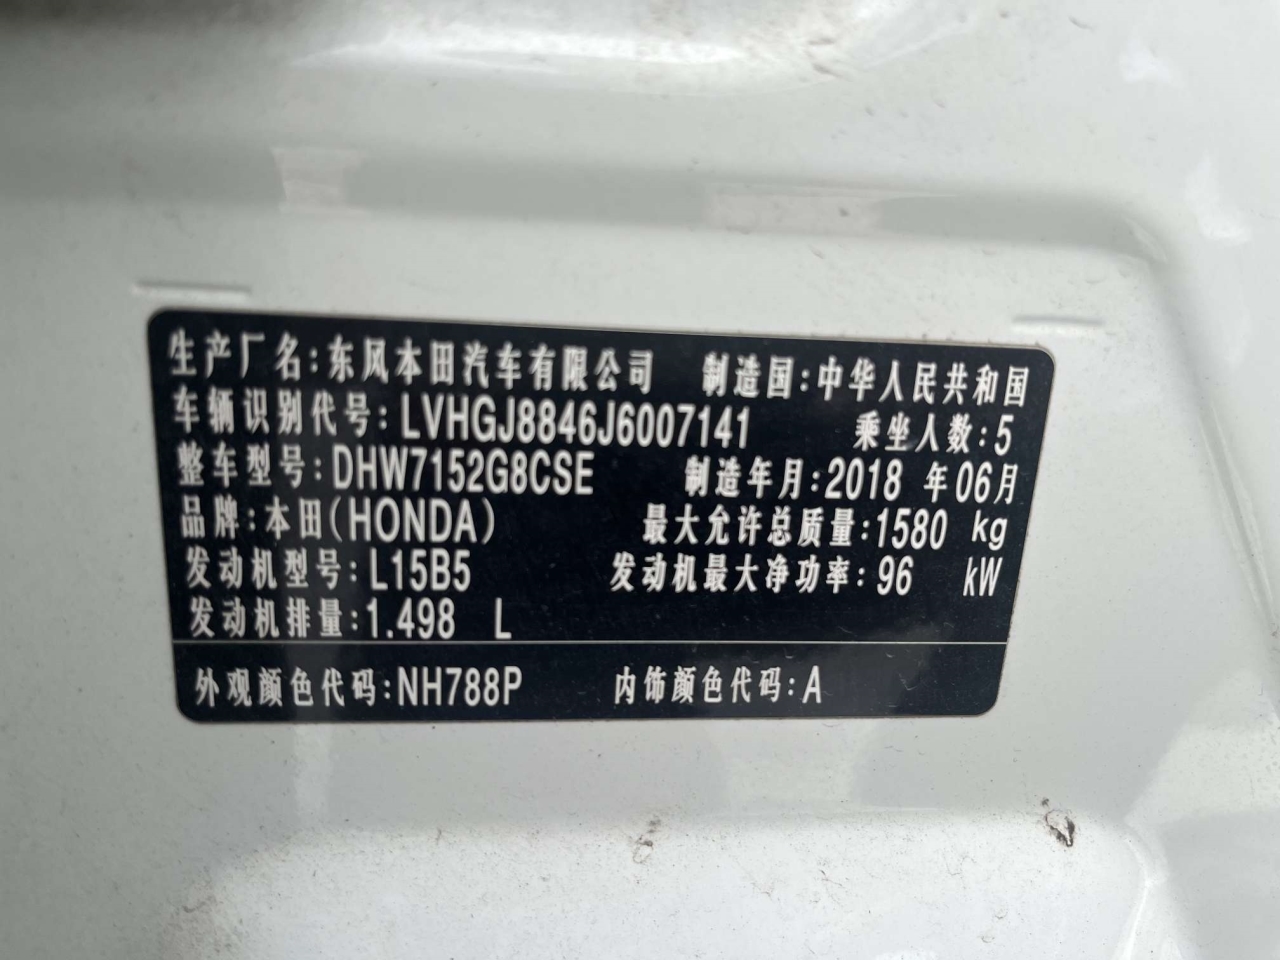 生产厂名:东风本田汽车有限公司 制造国:中华人民共和国
车辆识别代号:LVHGJ8846J6007141 乘坐人数:5
整车型号:DHW7152G8CSE 制造年月:2018 年06月
品牌:本田(HONDA) 最大允许总质量:1580 kg
发动机型号:L15B5 发动机最大净功率:96 kW
发动机排量:1.498 L
外观颜色代码:NH788P 内饰颜色代码:A